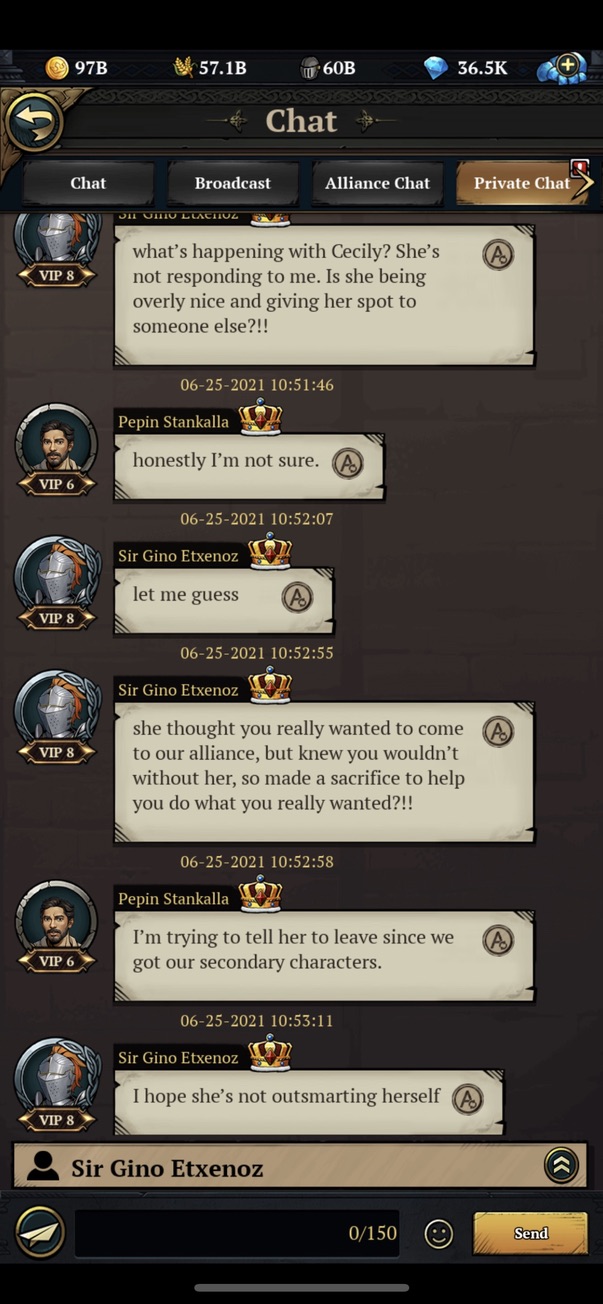 97B
57.1B
60B
36.5K
Chat
Chat
Broadcast
Alliance Chat
Private Chat
Sir Gino Etxenoz
VIP 8
what's happening with Cecily? She's
not responding to me. Is she being
overly nice and giving her spot to
someone else?!!
06-25-2021 10:51:46
Pepin Stankalla
VIP 6
honestly I'm not sure.
06-25-2021 10:52:07
Sir Gino Etxenoz
VIP 8
let me guess
06-25-2021 10:52:55
Sir Gino Etxenoz
VIP 8
she thought you really wanted to come
to our alliance, but knew you wouldn't
without her, so made a sacrifice to help
you do what you really wanted?!!
06-25-2021 10:52:58
Pepin Stankalla
VIP 6
I'm trying to tell her to leave since we
got our secondary characters.
06-25-2021 10:53:11
Sir Gino Etxenoz
VIP 8
I hope she's not outsmarting herself
Sir Gino Etxenoz
0/150
Send